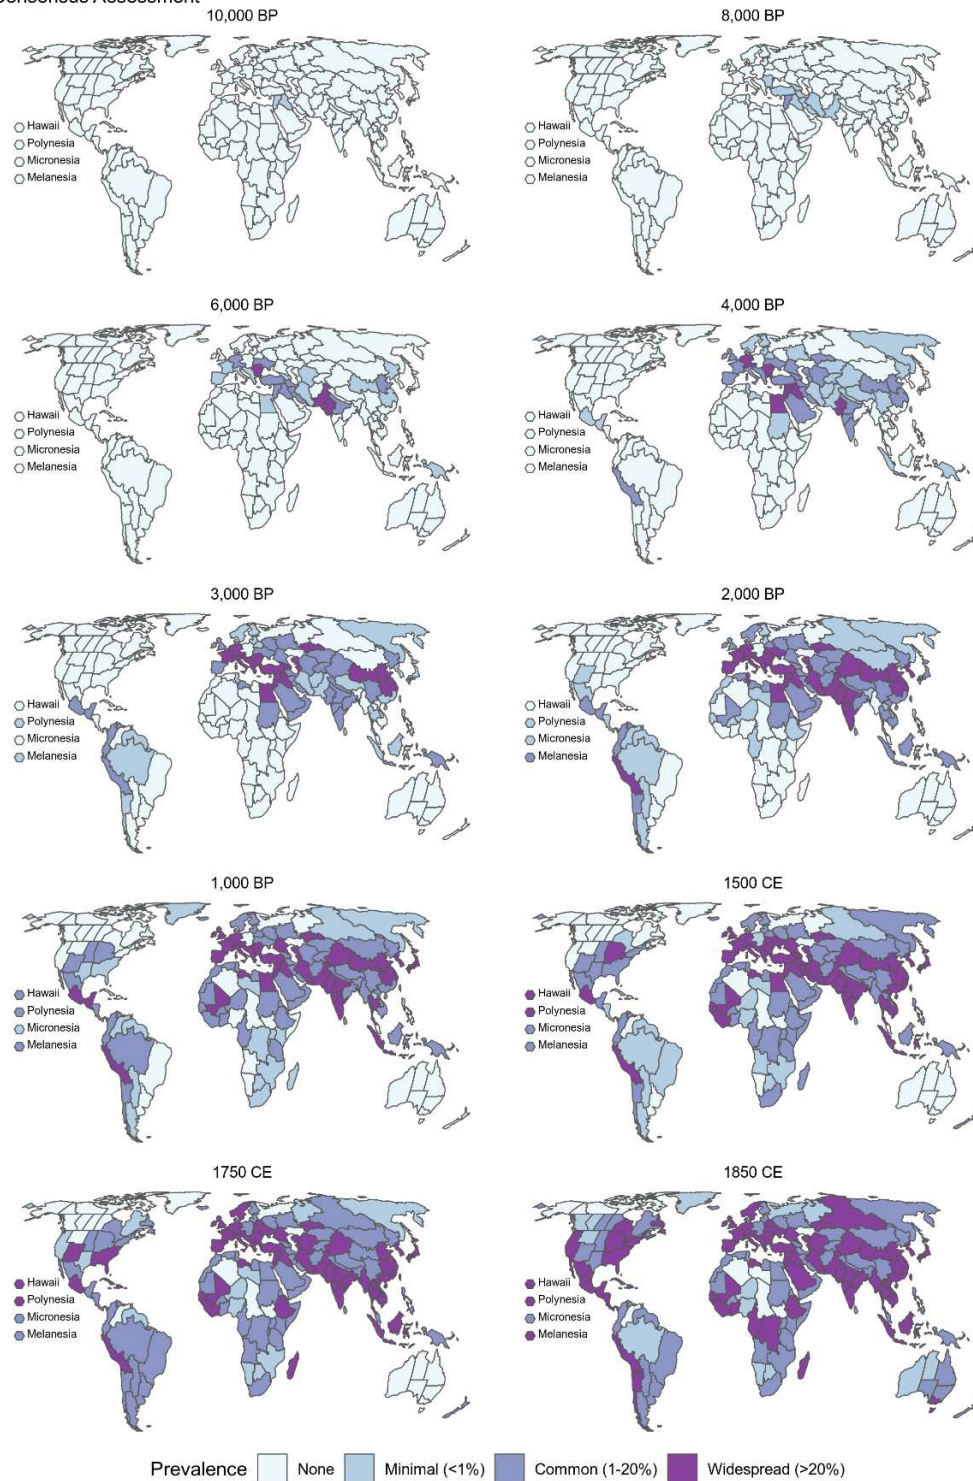 Consensus Assessment
10,000 BP
8,000 BP
Hawaii
Polynesia
Micronesia
Melanesia
Hawaii
Polynesia
Micronesia
Melanesia
6,000 BP
4,000 BP
Hawaii
Polynesia
Micronesia
Melanesia
Hawaii
Polynesia
Micronesia
Melanesia
3,000 BP
2,000 BP
Hawaii
Polynesia
Micronesia
Melanesia
Hawaii
Polynesia
Micronesia
Melanesia
1,000 BP
1500 CE
Hawaii
Polynesia
Micronesia
Melanesia
Hawaii
Polynesia
Micronesia
Melanesia
1750 CE
1850 CE
Hawaii
Polynesia
Micronesia
Melanesia
Hawaii
Polynesia
Micronesia
Melanesia
Prevalence None Minimal (<1%) Common (1-20%) Widespread (>20%)